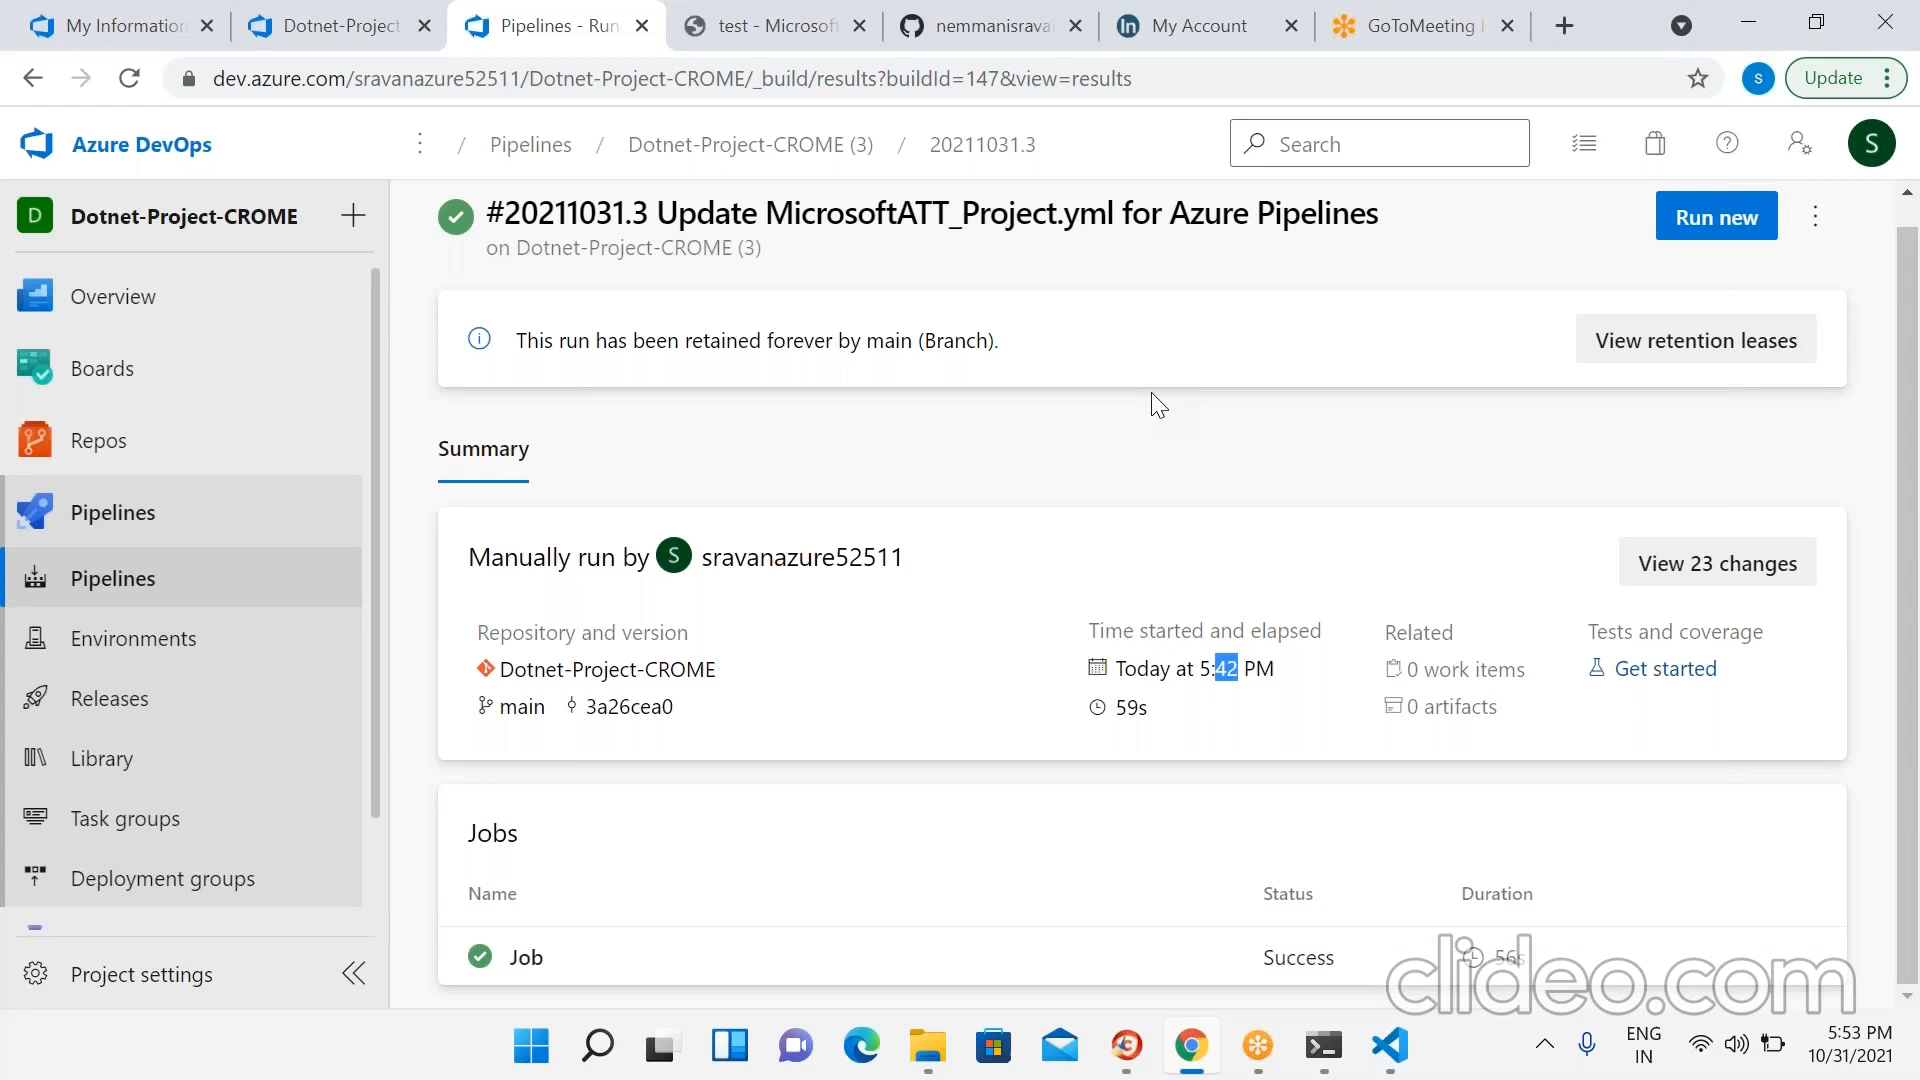 My Information
Dotnet-Project
Pipelines - Run
test - Microsoft
nemmanisravan
My Account
GoToMeeting H
dev.azure.com/sravanazure52511/Dotnet-Project-CROME/_build/results?buildId=147&view=results
S
Update
Azure DevOps
/ Pipelines / Dotnet-Project-CROME (3) / 20211031.3
Search
S
D Dotnet-Project-CROME
Overview
Boards
Repos
Pipelines
Pipelines
Environments
Releases
Library
Task groups
Deployment groups
Project settings
#20211031.3 Update MicrosoftATT_Project.yml for Azure Pipelines
on Dotnet-Project-CROME (3)
Run new
This run has been retained forever by main (Branch).
View retention leases
Summary
Manually run by S sravanazure52511
View 23 changes
Repository and version
Dotnet-Project-CROME
main 3a26cea0
Time started and elapsed
Today at 5:42 PM
59s
Related
0 work items
0 artifacts
Tests and coverage
Get started
Jobs
Name Status Duration
Job Success 56s
clideo.com
ENG
IN
5:53 PM
10/31/2021